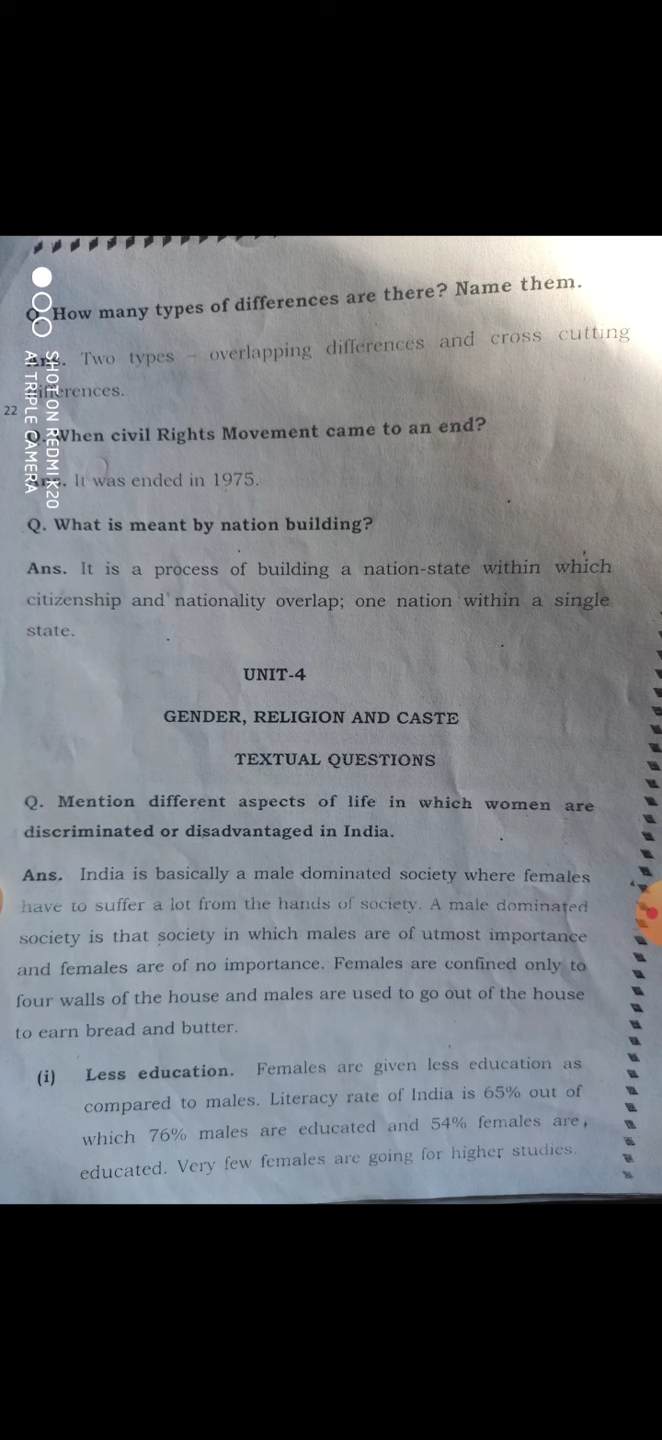 Q. How many types of differences are there? Name them.
Ans. Two types – overlapping differences and cross cutting
differences.
22
Q. When civil Rights Movement came to an end?
Ans. It was ended in 1975.
Q. What is meant by nation building?
Ans. It is a process of building a nation-state within which
citizenship and nationality overlap; one nation within a single
state.
UNIT-4
GENDER, RELIGION AND CASTE
TEXTUAL QUESTIONS
Q. Mention different aspects of life in which women are
discriminated or disadvantaged in India.
Ans. India is basically a male dominated society where females
have to suffer a lot from the hands of society. A male dominated
society is that society in which males are of utmost importance
and females are of no importance. Females are confined only to
four walls of the house and males are used to go out of the house
to earn bread and butter.
(i) Less education. Females are given less education as
compared to males. Literacy rate of India is 65% out of
which 76% males are educated and 54% females are
educated. Very few females are going for higher studies.
SHOT ON REDMI K20
AI TRIPLE CAMERA